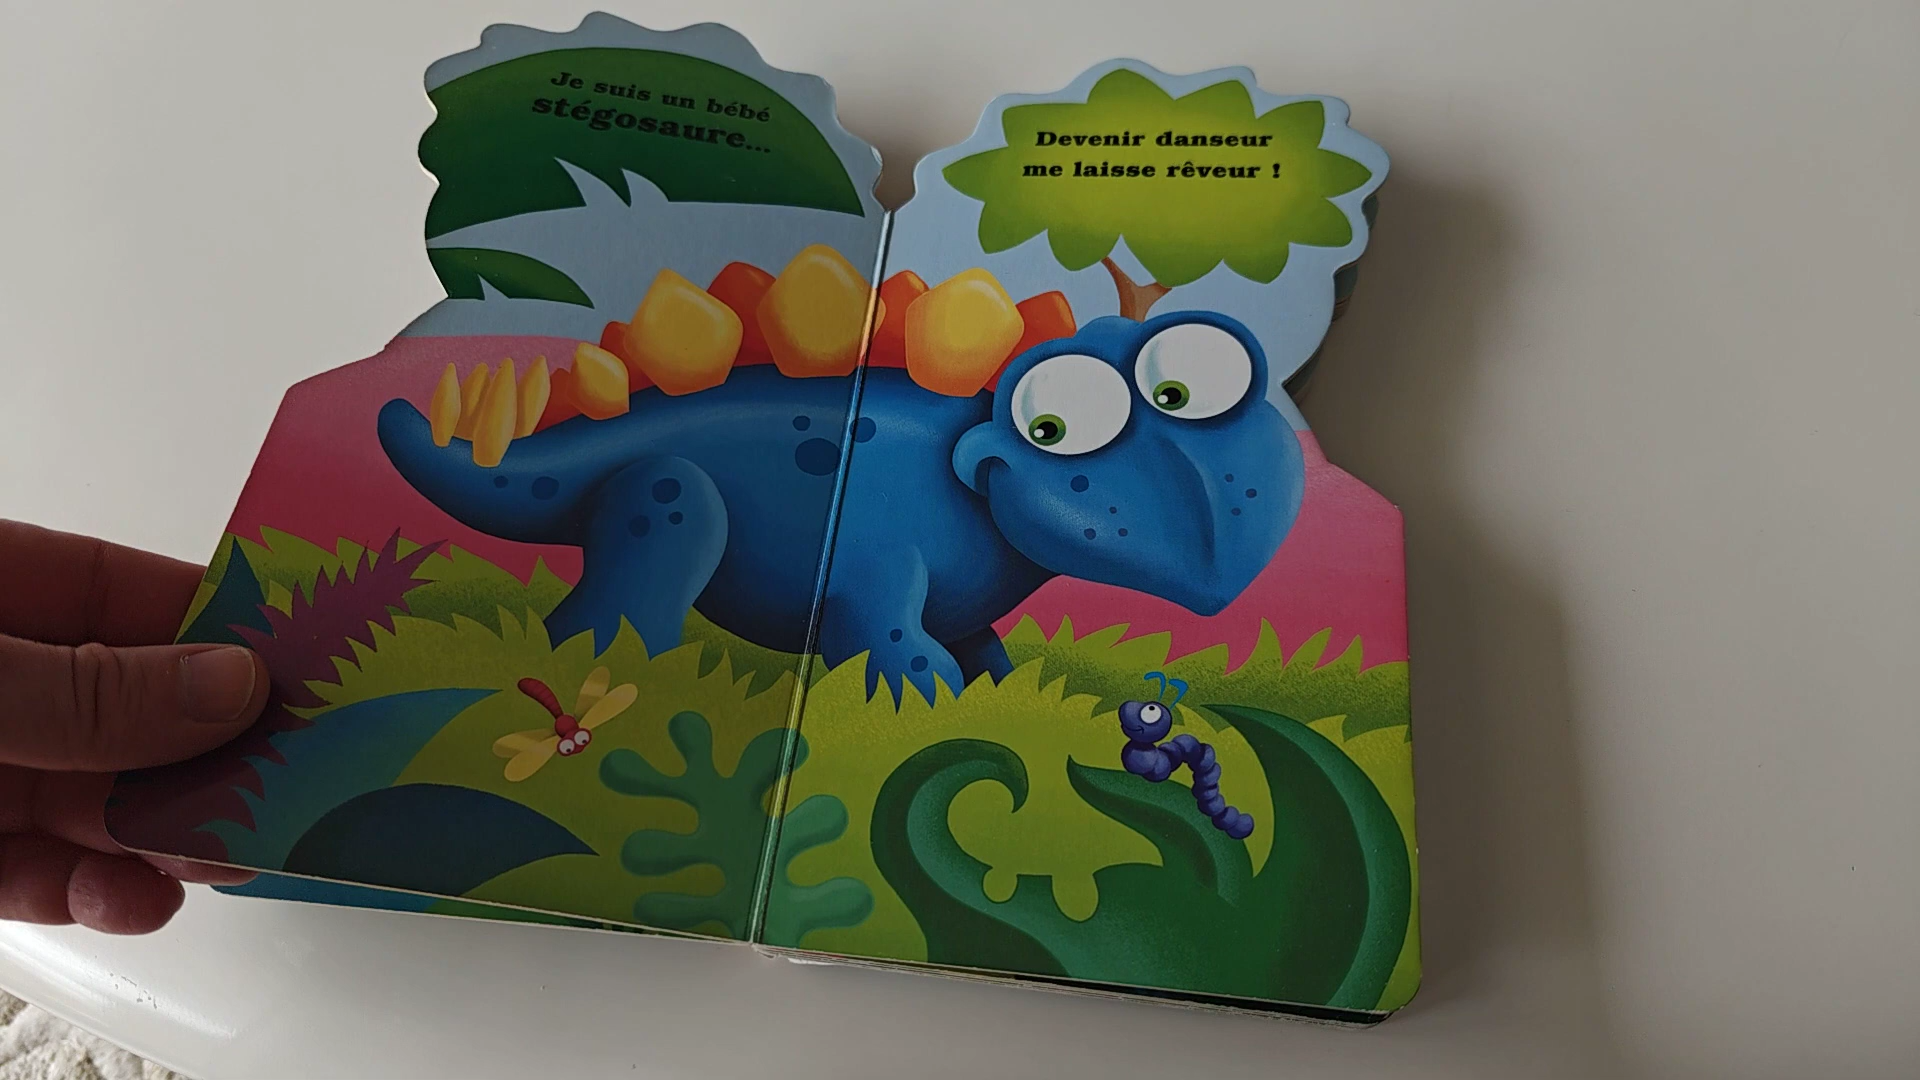 Je suis un bébé
stégosaure...
Devenir danseur
me laisse rêveur !